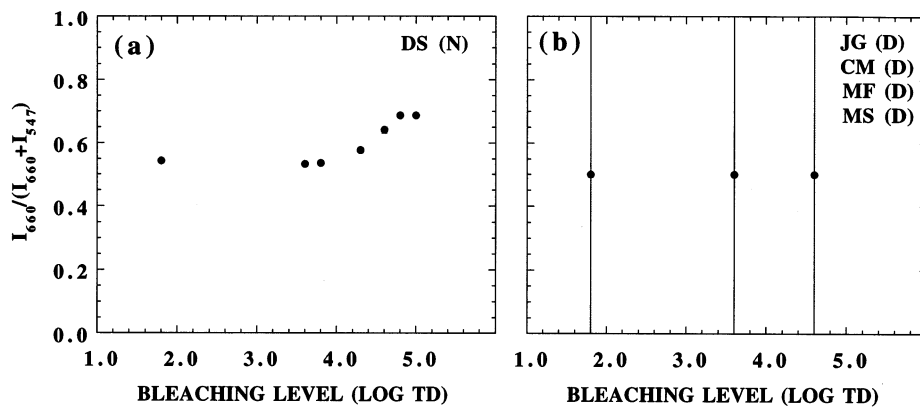 (a)
DS (N)
1.0
0.8
0.6
0.4
0.2
0.0
I660/(I660+I547)
1.0 2.0 3.0 4.0 5.0
BLEACHING LEVEL (LOG TD)
(b)
JG (D)
CM (D)
MF (D)
MS (D)
1.0 2.0 3.0 4.0 5.0
BLEACHING LEVEL (LOG TD)